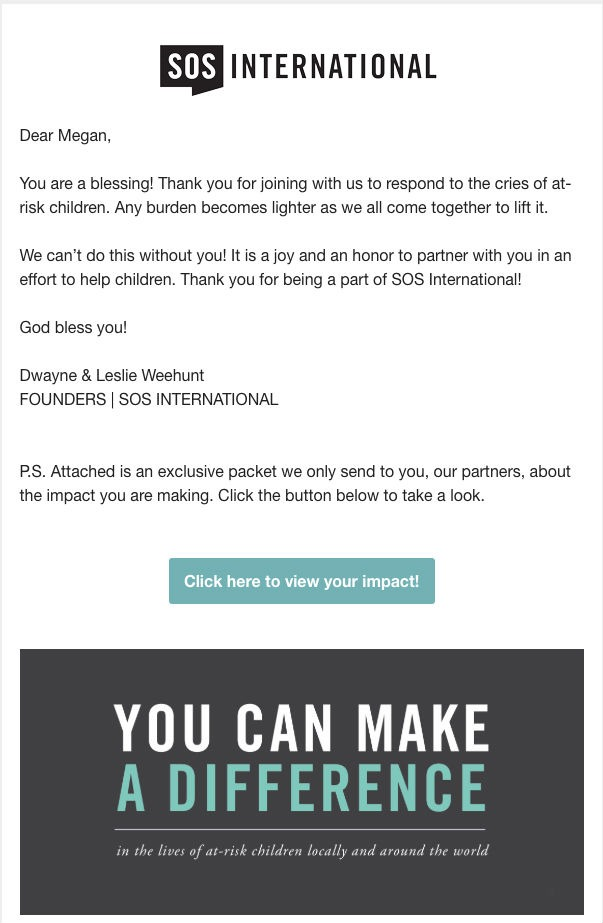 SOS INTERNATIONAL
Dear Megan,
You are a blessing! Thank you for joining with us to respond to the cries of at-
risk children. Any burden becomes lighter as we all come together to lift it.
We can’t do this without you! It is a joy and an honor to partner with you in an
effort to help children. Thank you for being a part of SOS International!
God bless you!
Dwayne & Leslie Weehunt
FOUNDERS | SOS INTERNATIONAL
P.S. Attached is an exclusive packet we only send to you, our partners, about
the impact you are making. Click the button below to take a look.
Click here to view your impact!
YOU CAN MAKE
A DIFFERENCE
in the lives of at-risk children locally and around the world